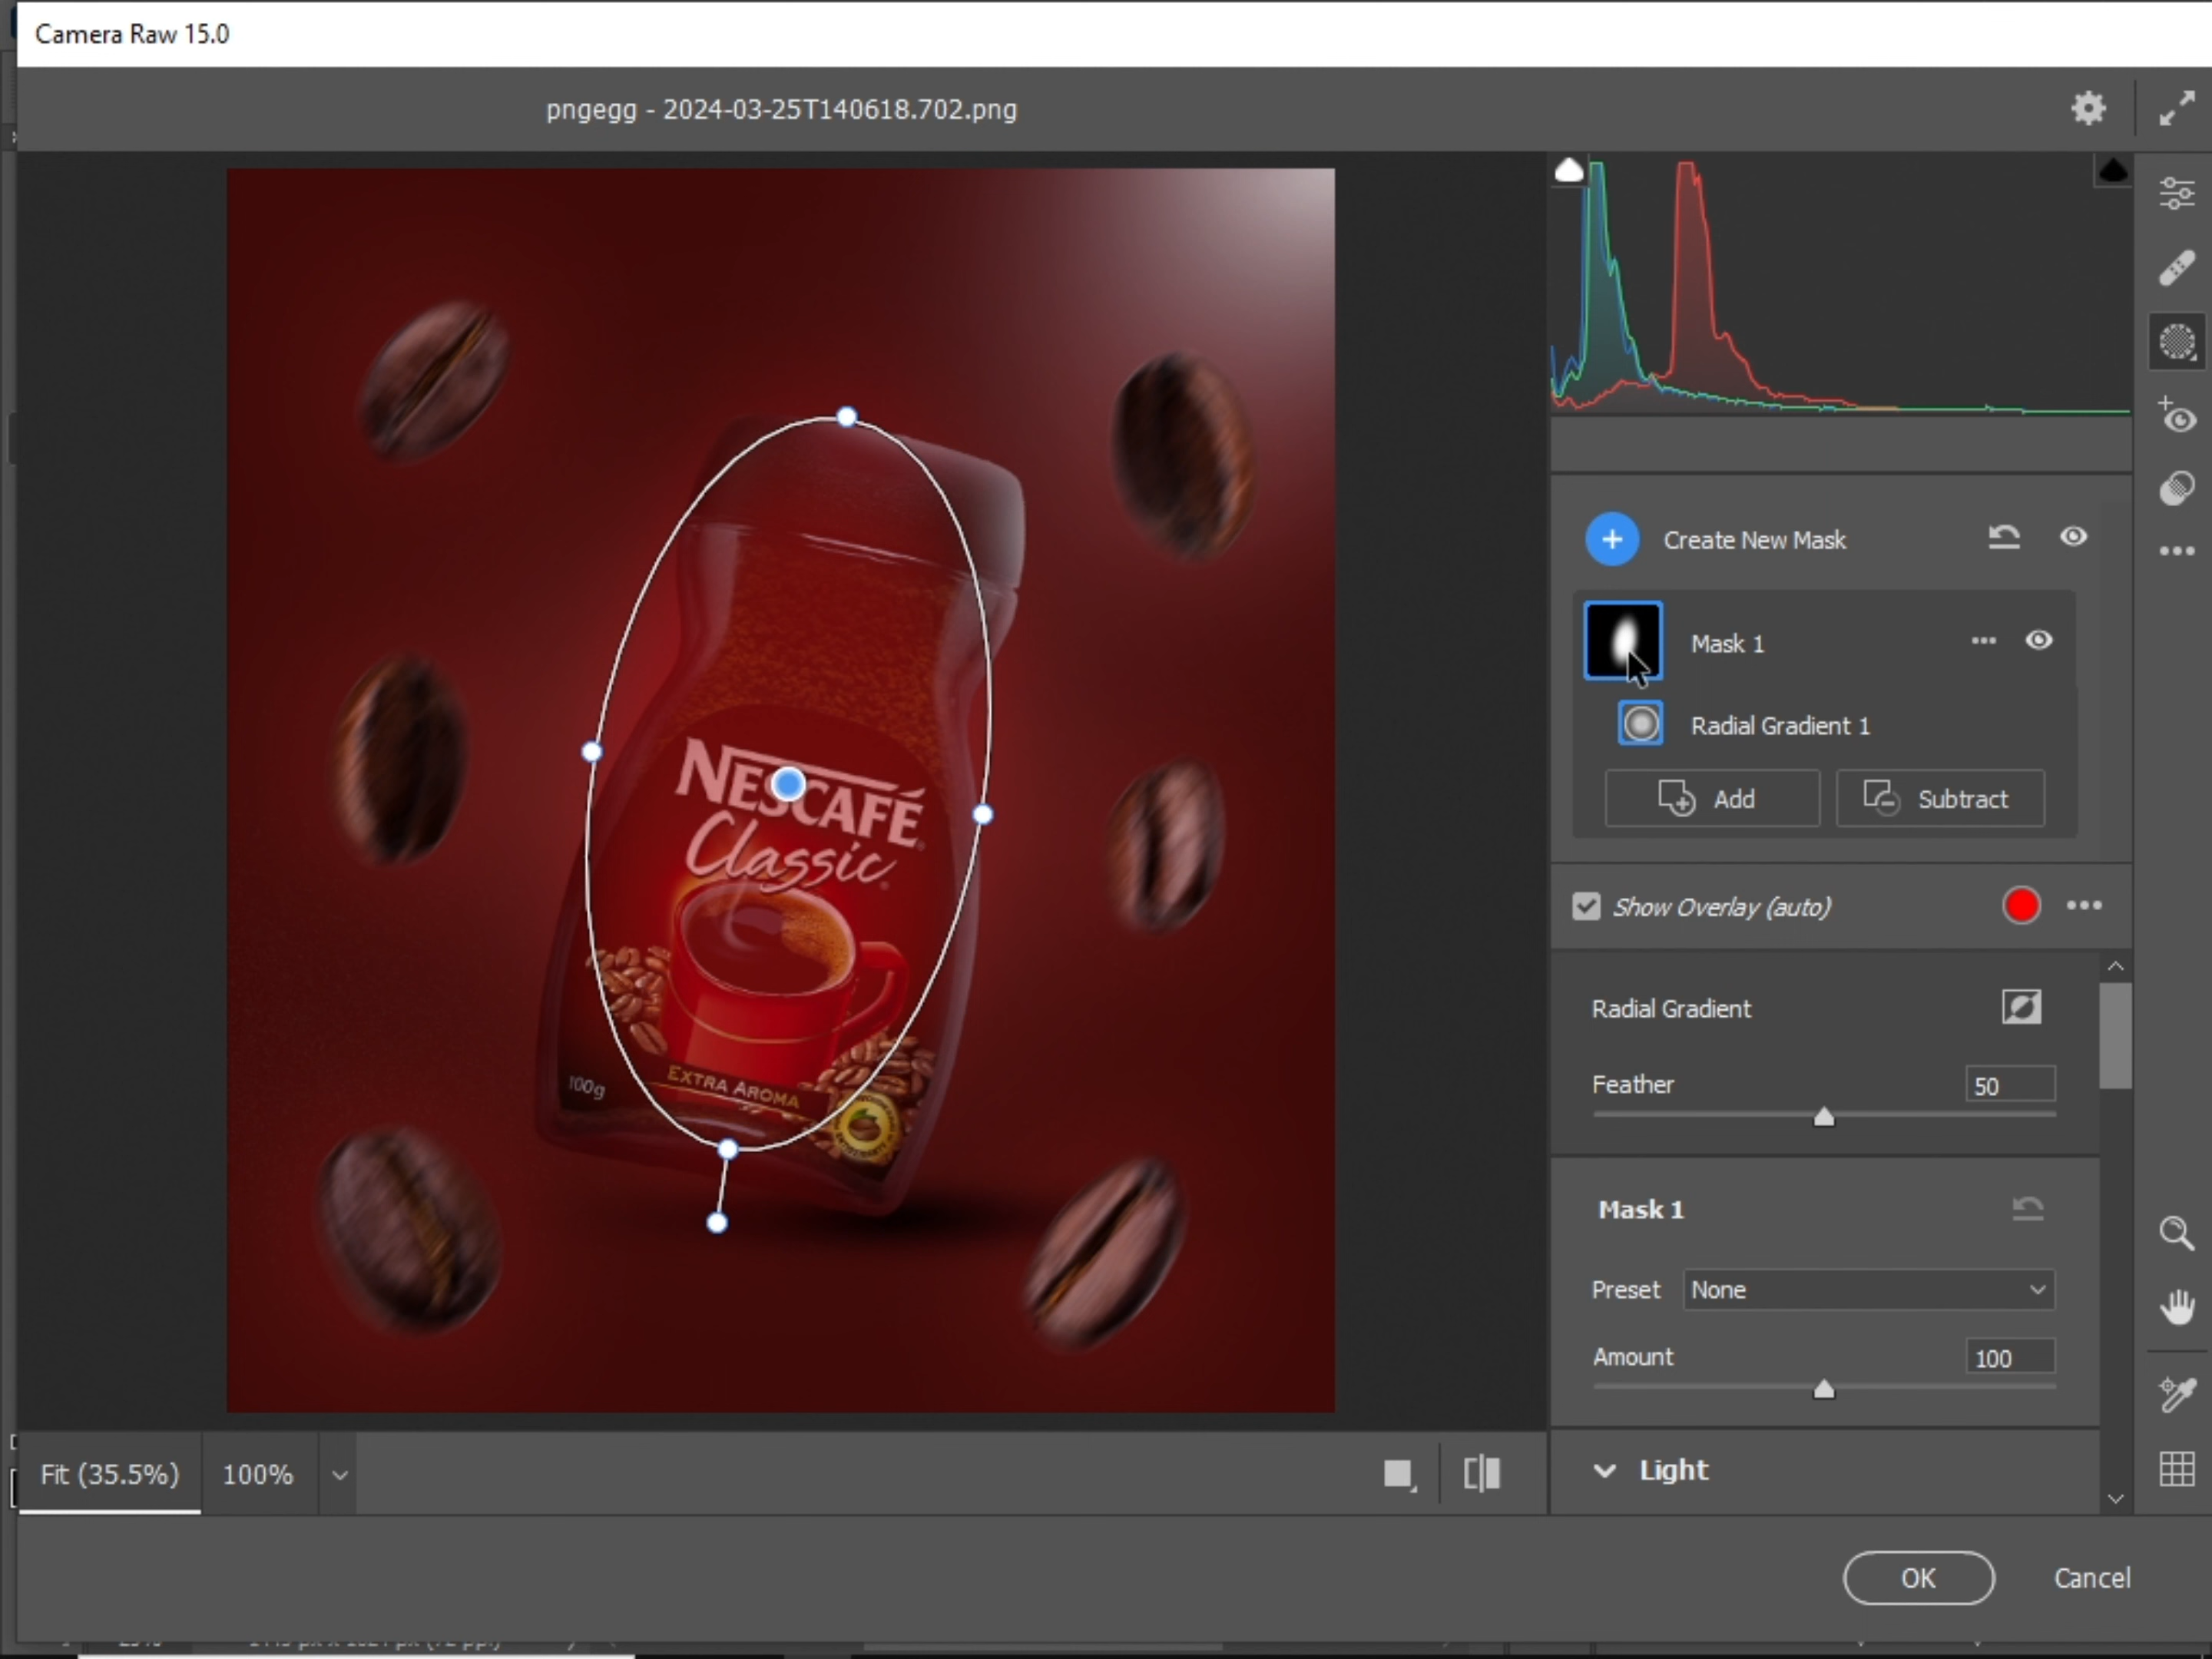 Camera Raw 15.0
pngegg - 2024-03-25T140618.702.png
Create New Mask
Mask 1
Radial Gradient 1
Add
Subtract
NESCAFÉ
Classic
EXTRA AROMA
100g
Show Overlay (auto)
Radial Gradient
Feather
50
Mask 1
Preset
None
Amount
100
Light
Fit (35.5%)
100%
OK
Cancel